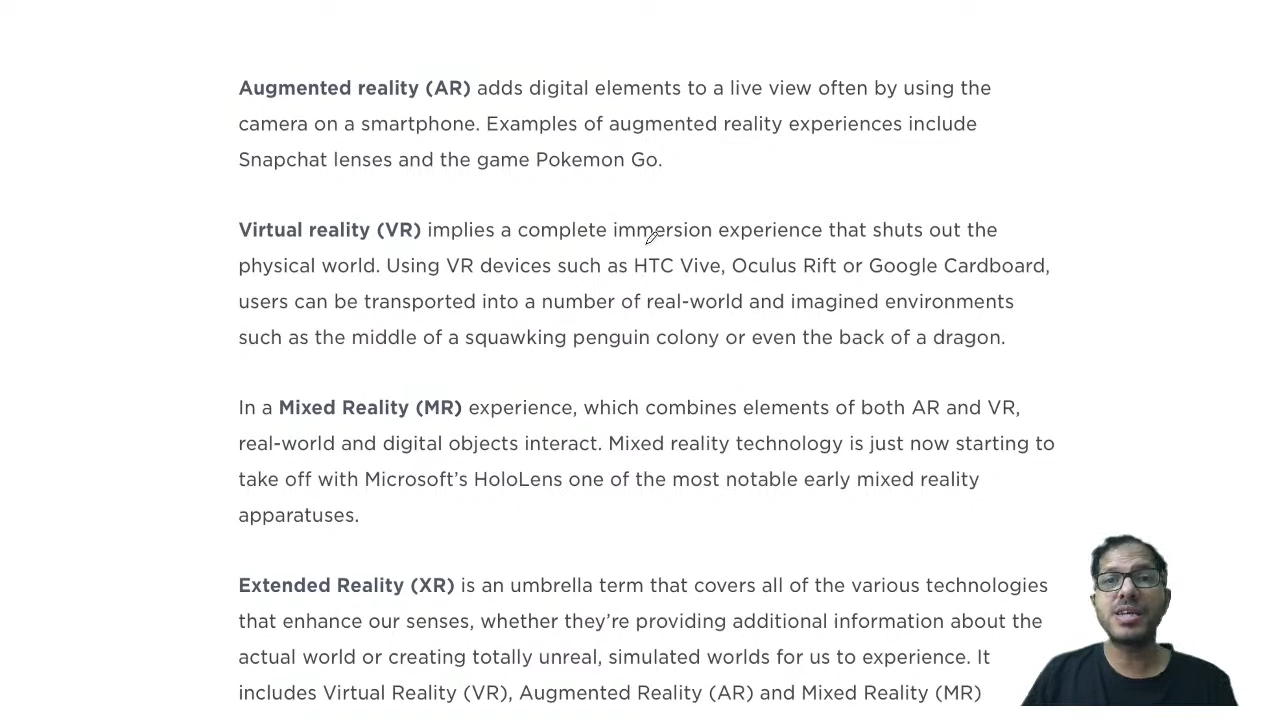 Augmented reality (AR) adds digital elements to a live view often by using the
camera on a smartphone. Examples of augmented reality experiences include
Snapchat lenses and the game Pokemon Go.
Virtual reality (VR) implies a complete immersion experience that shuts out the
physical world. Using VR devices such as HTC Vive, Oculus Rift or Google Cardboard,
users can be transported into a number of real-world and imagined environments
such as the middle of a squawking penguin colony or even the back of a dragon.
In a Mixed Reality (MR) experience, which combines elements of both AR and VR,
real-world and digital objects interact. Mixed reality technology is just now starting to
take off with Microsoft’s HoloLens one of the most notable early mixed reality
apparatuses.
Extended Reality (XR) is an umbrella term that covers all of the various technologies
that enhance our senses, whether they’re providing additional information about the
actual world or creating totally unreal, simulated worlds for us to experience. It
includes Virtual Reality (VR), Augmented Reality (AR) and Mixed Reality (MR)